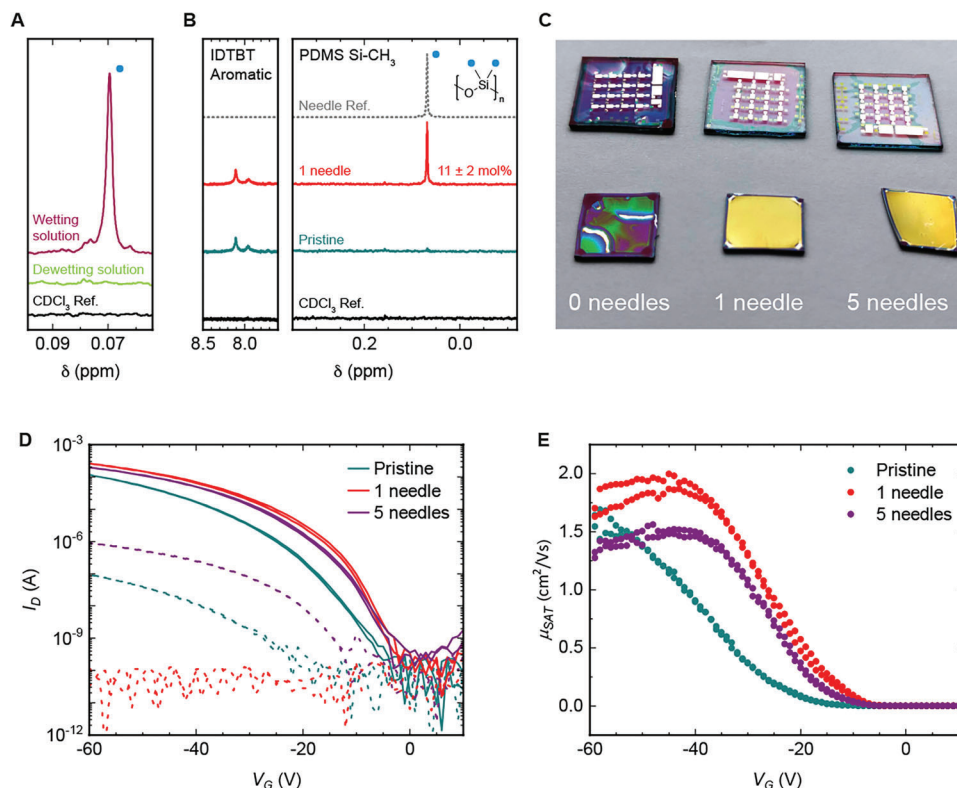 A
Wetting
solution
Dewetting solution
CDCl3 Ref.
0.09
0.07
δ (ppm)
B
IDTBT
Aromatic
PDMS Si-CH3
Needle Ref.
O
Si
n
1 needle
11 ± 2 mol%
Pristine
CDCl3 Ref.
8.5
8.0
0.2
0.0
δ (ppm)
C
0 needles
1 needle
5 needles
D
10-3
10-6
10-9
10-12
ID (A)
Pristine
1 needle
5 needles
-60
-40
-20
0
VG (V)
E
2.0
1.5
1.0
0.5
0.0
μSAT (cm2/Vs)
Pristine
1 needle
5 needles
-60
-40
-20
0
VG (V)